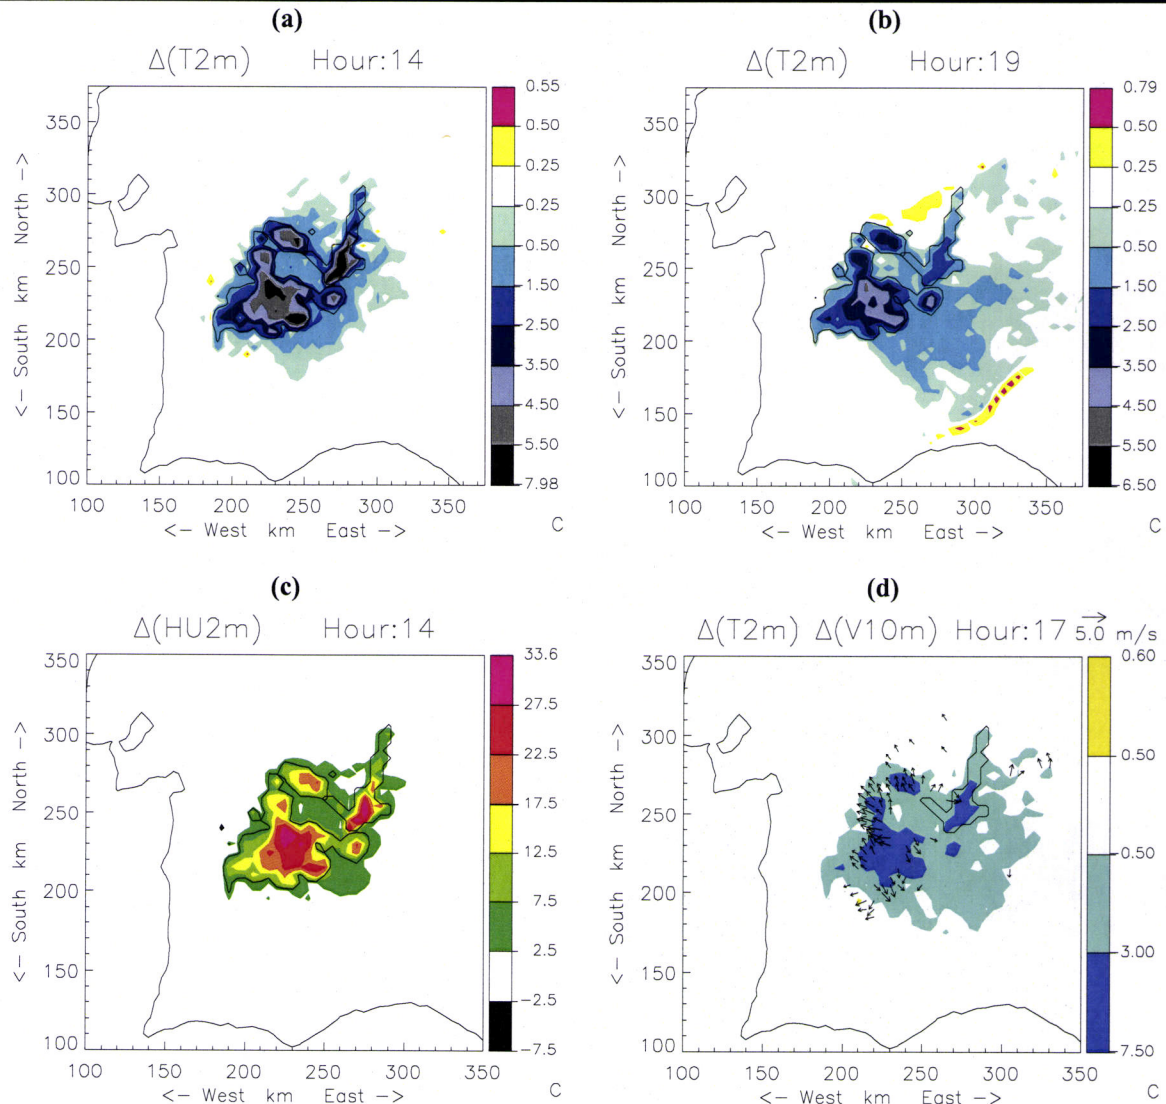 (a)
Δ(T2m) Hour:14
0.55
0.50
0.25
-0.25
-0.50
-1.50
-2.50
-3.50
-4.50
-5.50
-7.98
350
300
250
200
150
100
<- South km North ->
100 150 200 250 300 350
<- West km East ->
C
(b)
Δ(T2m) Hour:19
0.79
0.50
0.25
-0.25
-0.50
-1.50
-2.50
-3.50
-4.50
-5.50
-6.50
350
300
250
200
150
100
<- South km North ->
100 150 200 250 300 350
<- West km East ->
C
(c)
Δ(HU2m) Hour:14
33.6
27.5
22.5
17.5
12.5
7.5
2.5
-2.5
-7.5
350
300
250
200
150
100
<- South km North ->
100 150 200 250 300 350
<- West km East ->
C
(d)
Δ(T2m) Δ(V10m) Hour:17 5.0 m/s
0.60
0.50
-0.50
-3.00
-7.50
350
300
250
200
150
100
<- South km North ->
100 150 200 250 300 350
<- West km East ->
C